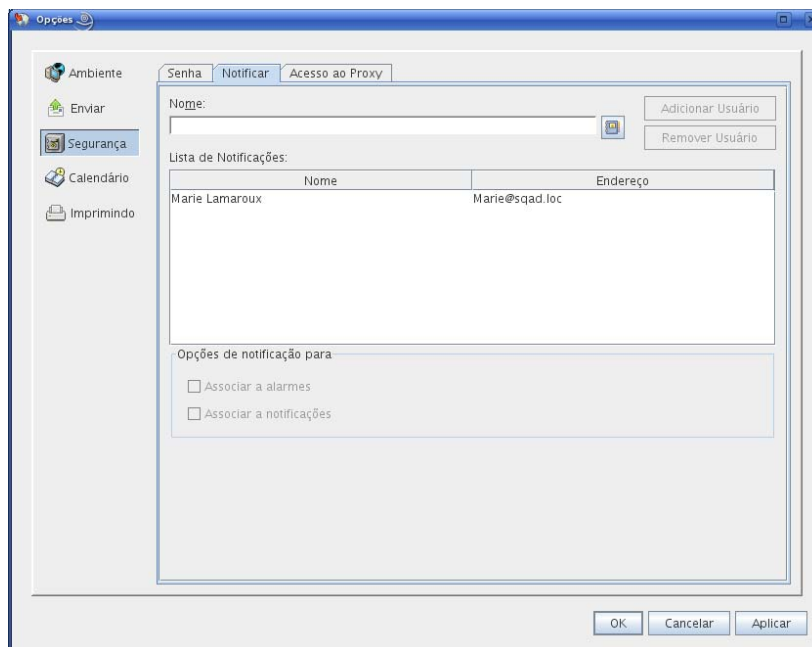 Opções
Ambiente
Enviar
Segurança
Calendário
Imprimindo
Senha
Notificar
Acesso ao Proxy
Nome:
Adicionar Usuário
Remover Usuário
Lista de Notificações:
Nome
Endereço
Marie Lamaroux
Marie@sqad.loc
Opções de notificação para
Associar a alarmes
Associar a notificações
OK
Cancelar
Aplicar